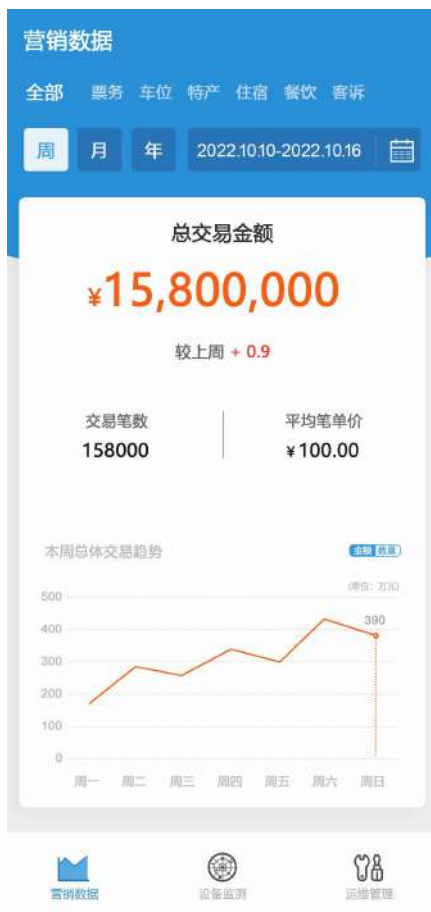 营销数据
全部 票务 车位 特产 住宿 餐饮 客诉
周 月 年 2022.10.10-2022.10.16
总交易金额
¥15,800,000
较上周 + 0.9
交易笔数 平均笔单价
158000 ¥100.00
本周总体交易趋势 金额 数量
(单位：万元)
500
400
390
300
200
100
0
周一 周二 周三 周四 周五 周六 周日
营销数据 设备监测 运维管理